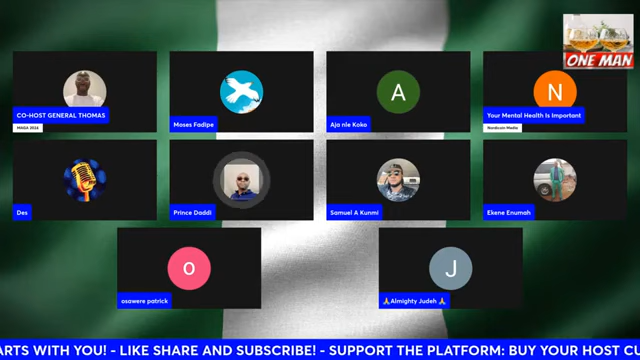 ONE MAN
A
N
CO-HOST GENERAL THOMAS
MAGA 2024
Moses Fadipe
Aja nle Koko
Your Mental Health Is Important
Nordcon Media
Des
Prince Daddi
Samuel A Kunmi
Ekene Enumah
o
J
osawere patrick
🙏Almighty Judeh 🙏
ARTS WITH YOU! - LIKE SHARE AND SUBSCRIBE! - SUPPORT THE PLATFORM: BUY YOUR HOST CU